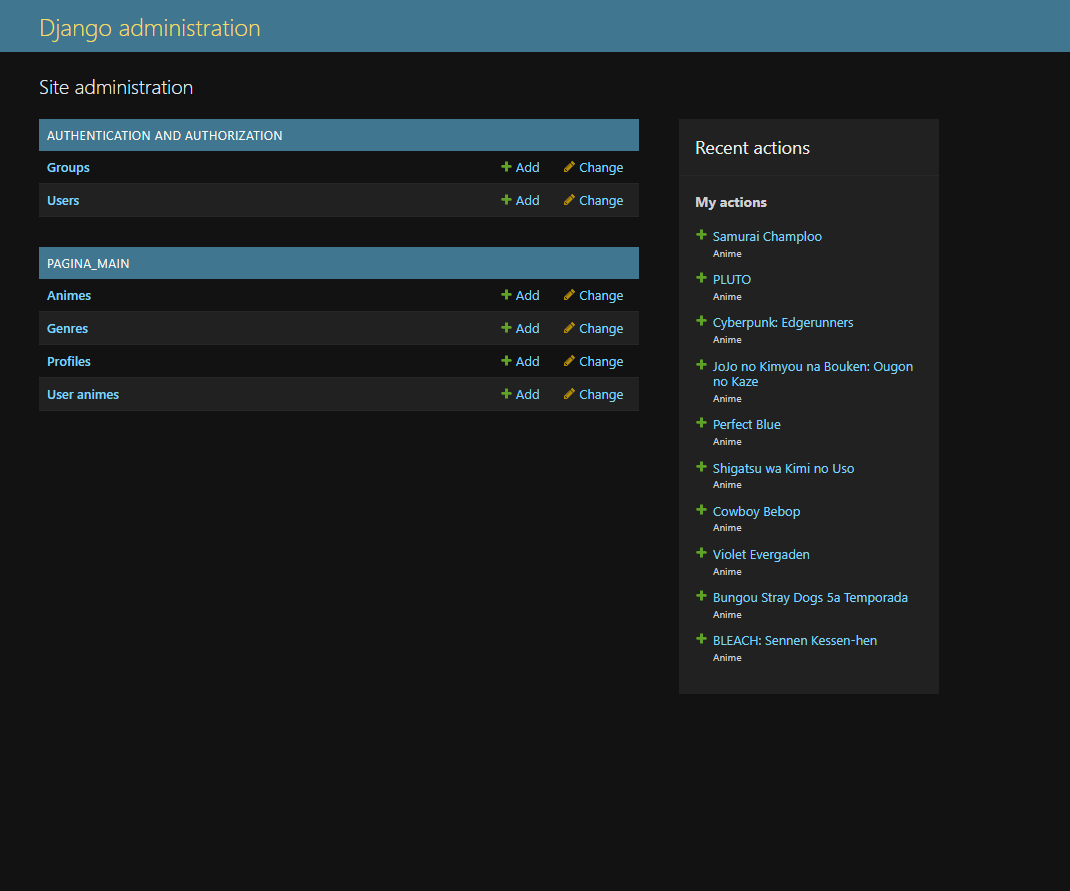 Django administration
Site administration
AUTHENTICATION AND AUTHORIZATION
Groups Add Change
Users Add Change
PAGINA_MAIN
Animes Add Change
Genres Add Change
Profiles Add Change
User animes Add Change
Recent actions
My actions
Samurai Champloo
Anime
PLUTO
Anime
Cyberpunk: Edgerunners
Anime
JoJo no Kimyou na Bouken: Ougon
no Kaze
Anime
Perfect Blue
Anime
Shigatsu wa Kimi no Uso
Anime
Cowboy Bebop
Anime
Violet Evergaden
Anime
Bungou Stray Dogs 5a Temporada
Anime
BLEACH: Sennen Kessen-hen
Anime